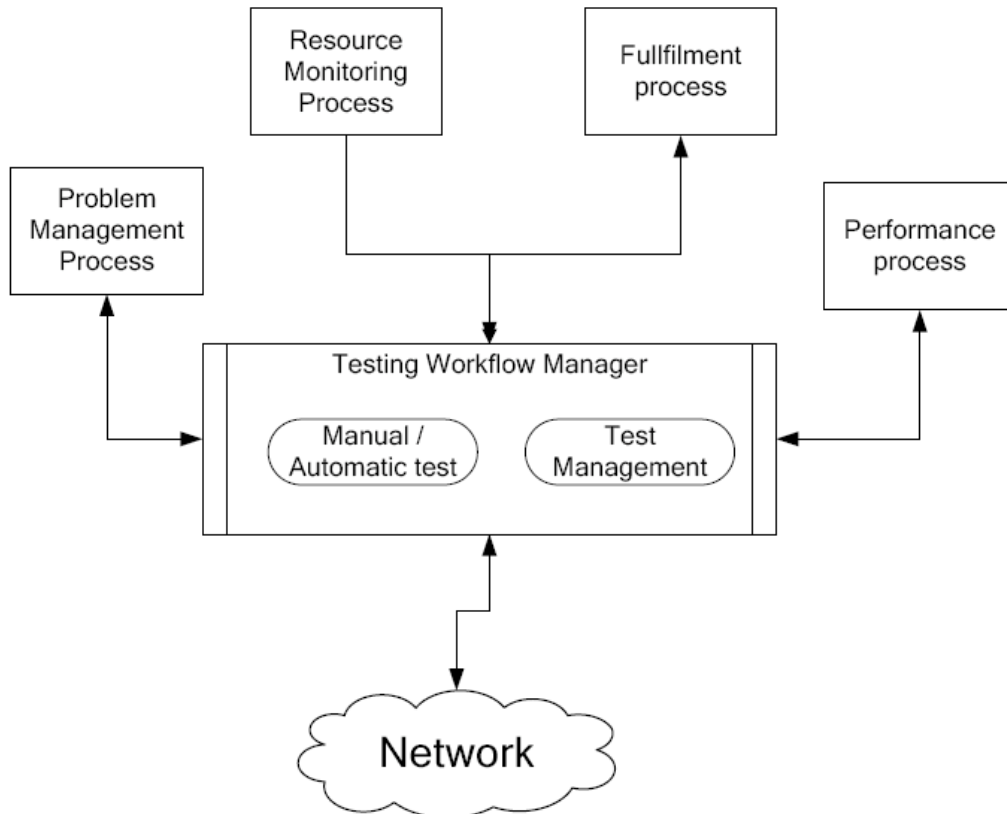 Resource
Monitoring
Process
Fullfilment
process
Problem
Management
Process
Performance
process
Testing Workflow Manager
Manual /
Automatic test
Test
Management
Network